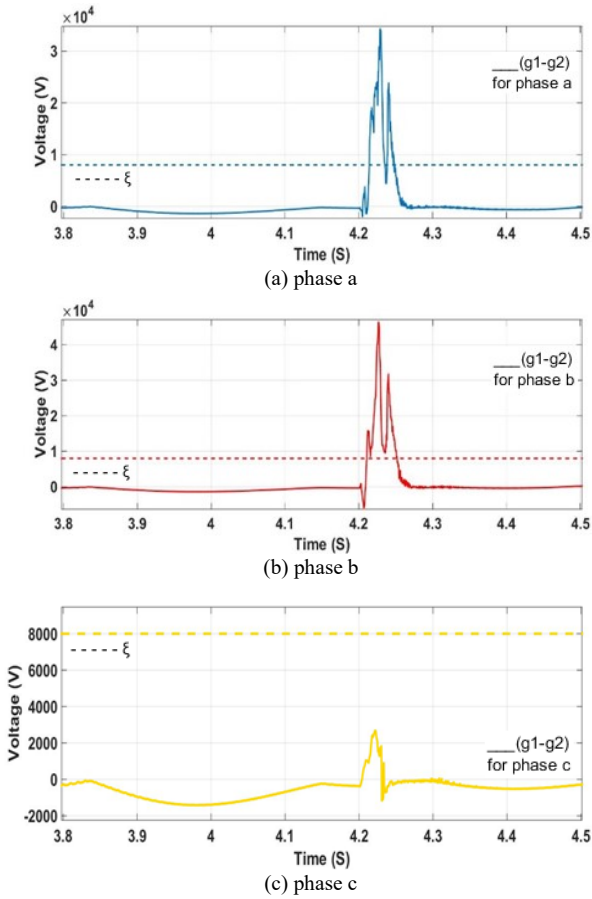 ×10⁴
3
2
1
0
Voltage (V)
___(g1-g2)
for phase a
-----ξ
3.8 3.9 4 4.1 4.2 4.3 4.4 4.5
Time (S)
(a) phase a
×10⁴
4
3
2
1
0
Voltage (V)
___(g1-g2)
for phase b
-----ξ
3.8 3.9 4 4.1 4.2 4.3 4.4 4.5
Time (S)
(b) phase b
8000
6000
4000
2000
0
-2000
Voltage (V)
-----ξ
___(g1-g2)
for phase c
3.8 3.9 4 4.1 4.2 4.3 4.4 4.5
Time (S)
(c) phase c